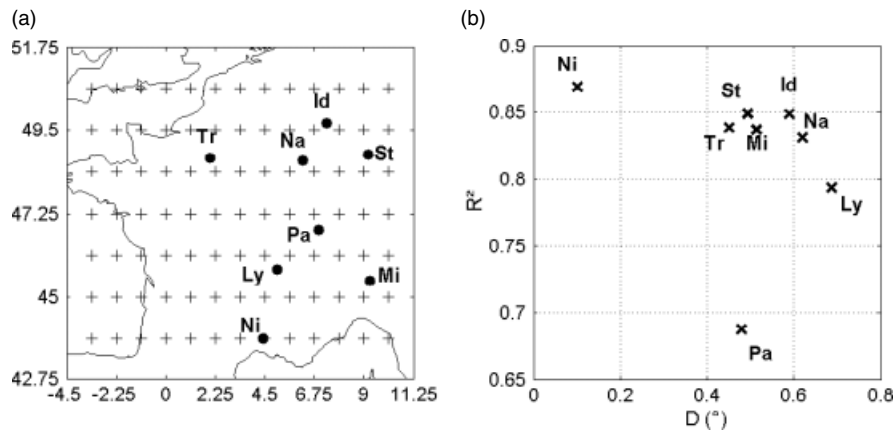 (a)
51.75
49.5
47.25
45
42.75
-4.5 -2.25 0 2.25 4.5 6.75 9 11.25
Id
Tr
Na
St
Pa
Ly
Mi
Ni
(b)
R²
0.9
0.85
0.8
0.75
0.7
0.65
0 0.2 0.4 0.6 0.8
D (°)
Ni
St
Id
Tr
Mi
Na
Ly
Pa